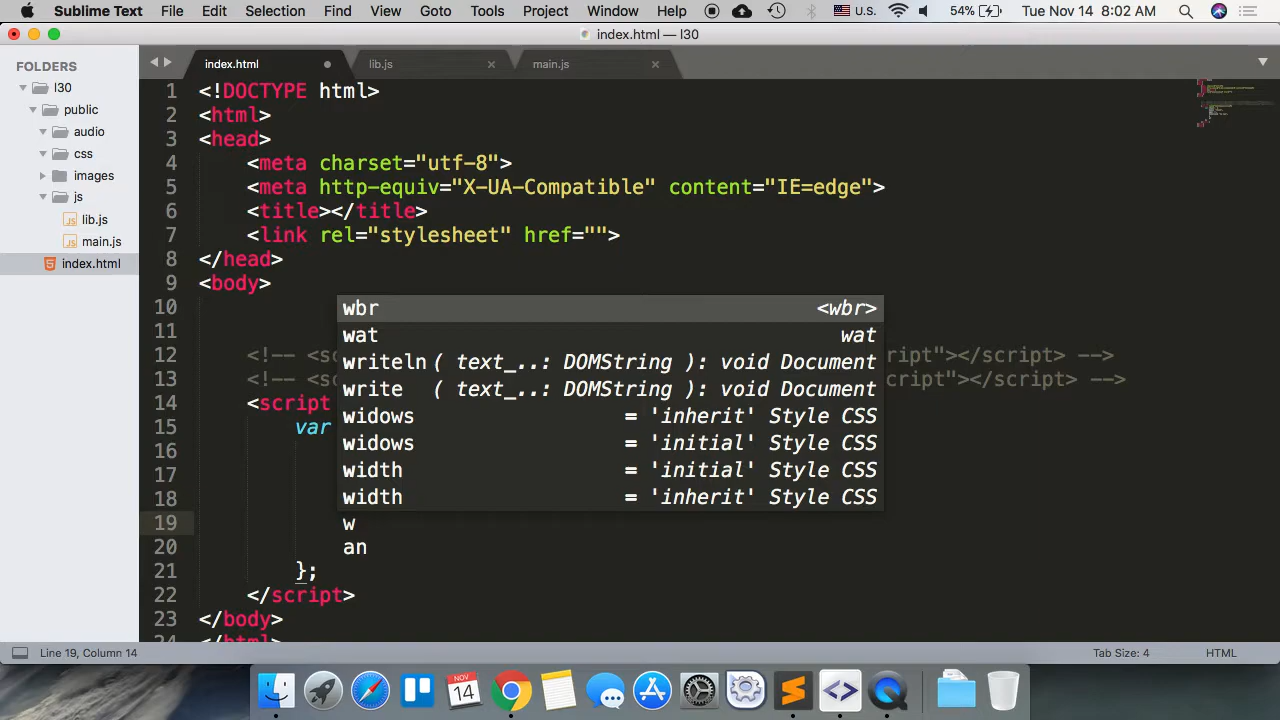 Sublime Text File Edit Selection Find View Goto Tools Project Window Help U.S. 54% Tue Nov 14 8:02 AM
index.html — l30
FOLDERS
l30
public
audio
css
images
js
lib.js
main.js
index.html
index.html lib.js main.js
1 <!DOCTYPE html>
2 <html>
3 <head>
4 <meta charset="utf-8">
5 <meta http-equiv="X-UA-Compatible" content="IE=edge">
6 <title></title>
7 <link rel="stylesheet" href="">
8 </head>
9 <body>
10
11
12 <!-- <sc ript"></script> -->
13 <!-- <sc cript"></script> -->
14 <script
15 var
16
17
18
19 w
20 an
21 };
22 </script>
23 </body>
24 </html>
wbr <wbr>
wat wat
writeln ( text_..: DOMString ): void Document
write ( text_..: DOMString ): void Document
widows = 'inherit' Style CSS
widows = 'initial' Style CSS
width = 'initial' Style CSS
width = 'inherit' Style CSS
Line 19, Column 14 Tab Size: 4 HTML
NOV
14